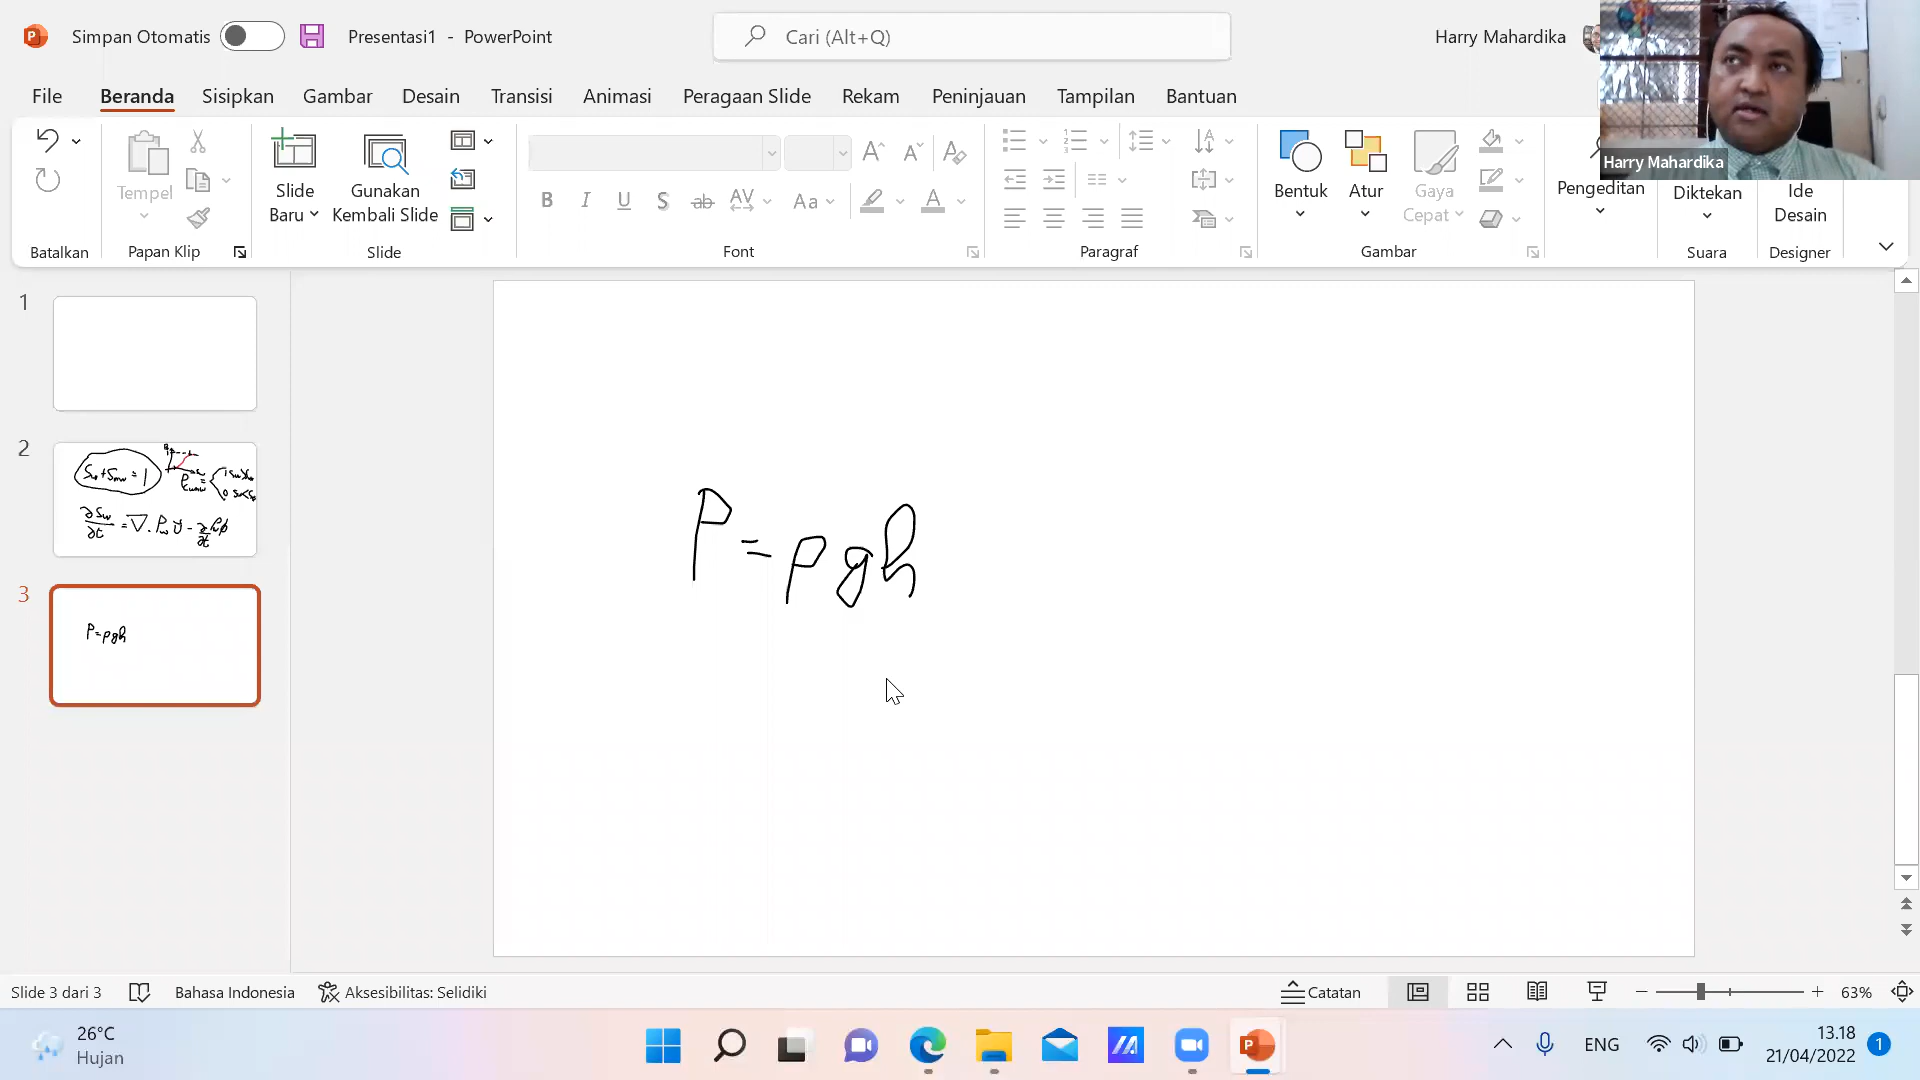 Simpan Otomatis
Presentasi1 - PowerPoint
Cari (Alt+Q)
Harry Mahardika
File Beranda Sisipkan Gambar Desain Transisi Animasi Peragaan Slide Rekam Peninjauan Tampilan Bantuan
Tempel
Slide Baru
Gunakan Kembali Slide
Bentuk
Atur
Gaya Cepat
Pengeditan
Diktekan
Ide Desain
Harry Mahardika
Batalkan
Papan Klip
Slide
Font
Paragraf
Gambar
Suara
Designer
1
2
3
P=ρgh
P=ρgh
Slide 3 dari 3
Bahasa Indonesia
Aksesibilitas: Selidiki
Catatan
63%
26°C
Hujan
ENG
13.18
21/04/2022
1